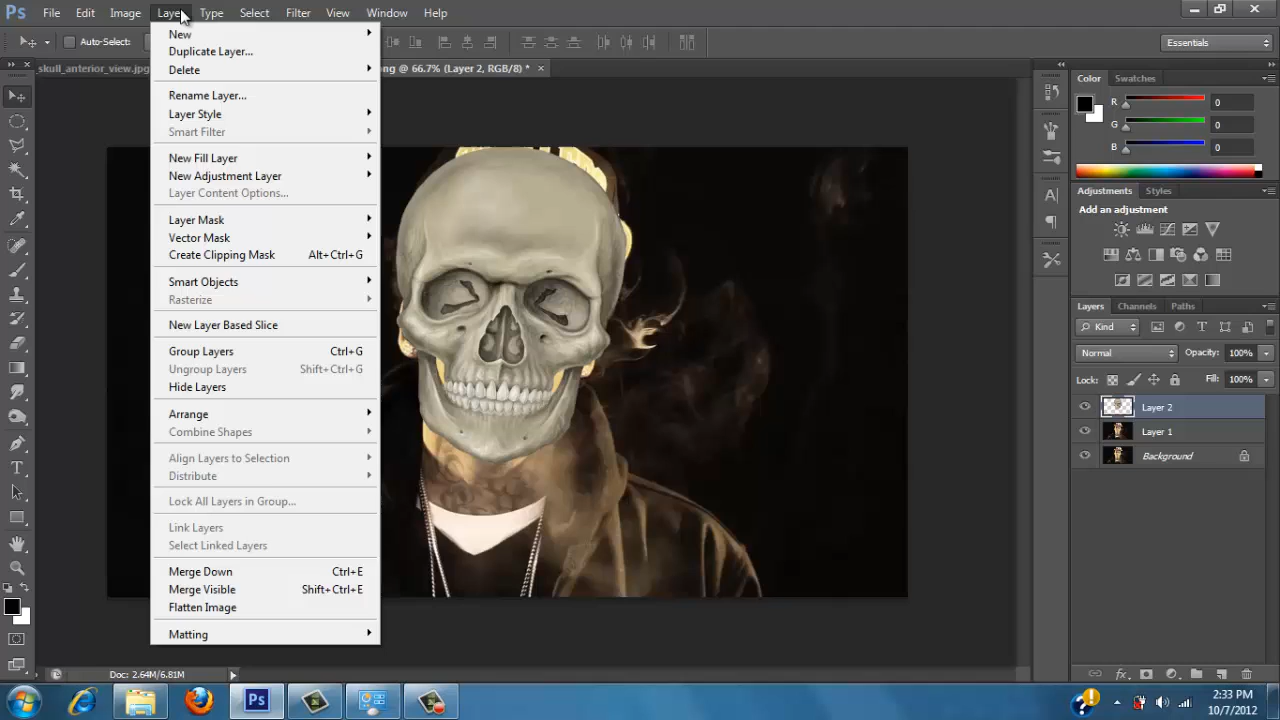 Ps File Edit Image Layer Type Select Filter View Window Help
Auto-Select:
Essentials
skull_anterior_view.jpg
ng @ 66.7% (Layer 2, RGB/8) * ×
New
Duplicate Layer...
Delete
Rename Layer...
Layer Style
Smart Filter
New Fill Layer
New Adjustment Layer
Layer Content Options...
Layer Mask
Vector Mask
Create Clipping Mask Alt+Ctrl+G
Smart Objects
Rasterize
New Layer Based Slice
Group Layers Ctrl+G
Ungroup Layers Shift+Ctrl+G
Hide Layers
Arrange
Combine Shapes
Align Layers to Selection
Distribute
Lock All Layers in Group...
Link Layers
Select Linked Layers
Merge Down Ctrl+E
Merge Visible Shift+Ctrl+E
Flatten Image
Matting
Color Swatches
R 0
G 0
B 0
Adjustments Styles
Add an adjustment
Layers Channels Paths
Kind
Normal Opacity: 100%
Lock: Fill: 100%
Layer 2
Layer 1
Background
Doc: 2.64M/6.81M
2:33 PM
10/7/2012